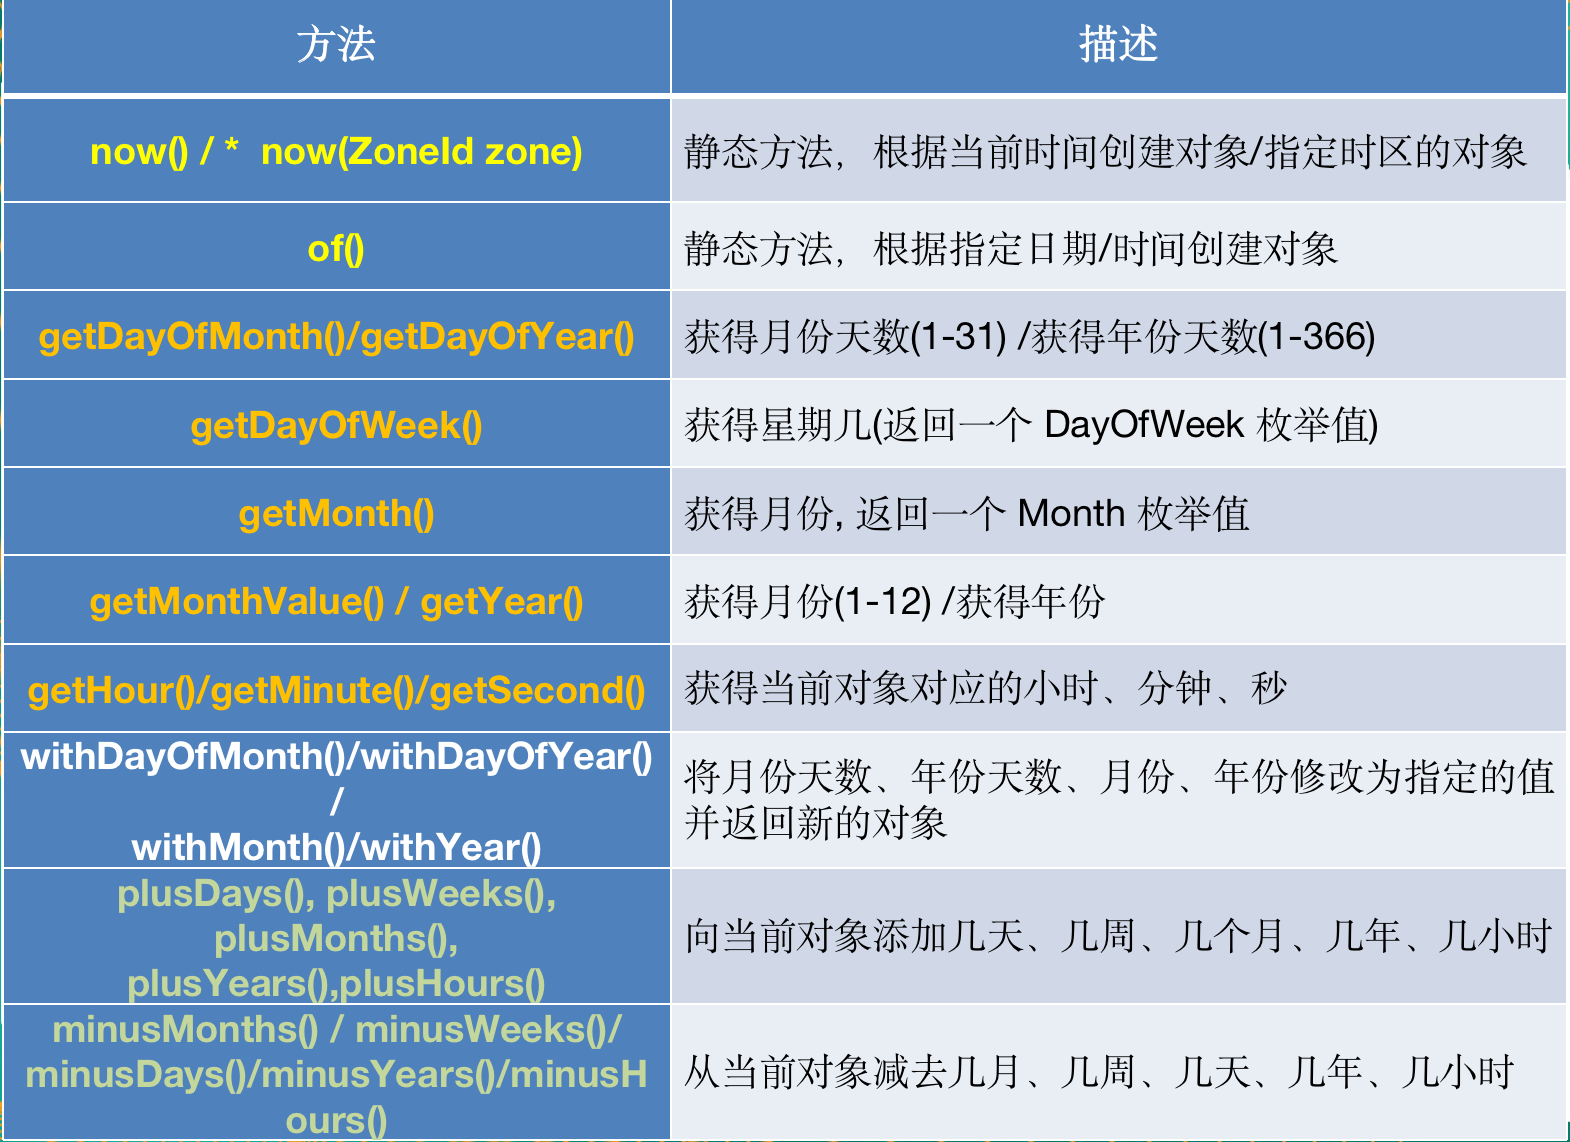 方法
描述
now() / *  now(ZoneId zone)
静态方法，根据当前时间创建对象/指定时区的对象
of()
静态方法，根据指定日期/时间创建对象
getDayOfMonth()/getDayOfYear()
获得月份天数(1-31) /获得年份天数(1-366)
getDayOfWeek()
获得星期几(返回一个 DayOfWeek 枚举值)
getMonth()
获得月份, 返回一个 Month 枚举值
getMonthValue() / getYear()
获得月份(1-12) /获得年份
getHour()/getMinute()/getSecond()
获得当前对象对应的小时、分钟、秒
withDayOfMonth()/withDayOfYear()
/
withMonth()/withYear()
将月份天数、年份天数、月份、年份修改为指定的值
并返回新的对象
plusDays(), plusWeeks(),
plusMonths(),
plusYears(),plusHours()
向当前对象添加几天、几周、几个月、几年、几小时
minusMonths() / minusWeeks()/
minusDays()/minusYears()/minusH
ours()
从当前对象减去几月、几周、几天、几年、几小时